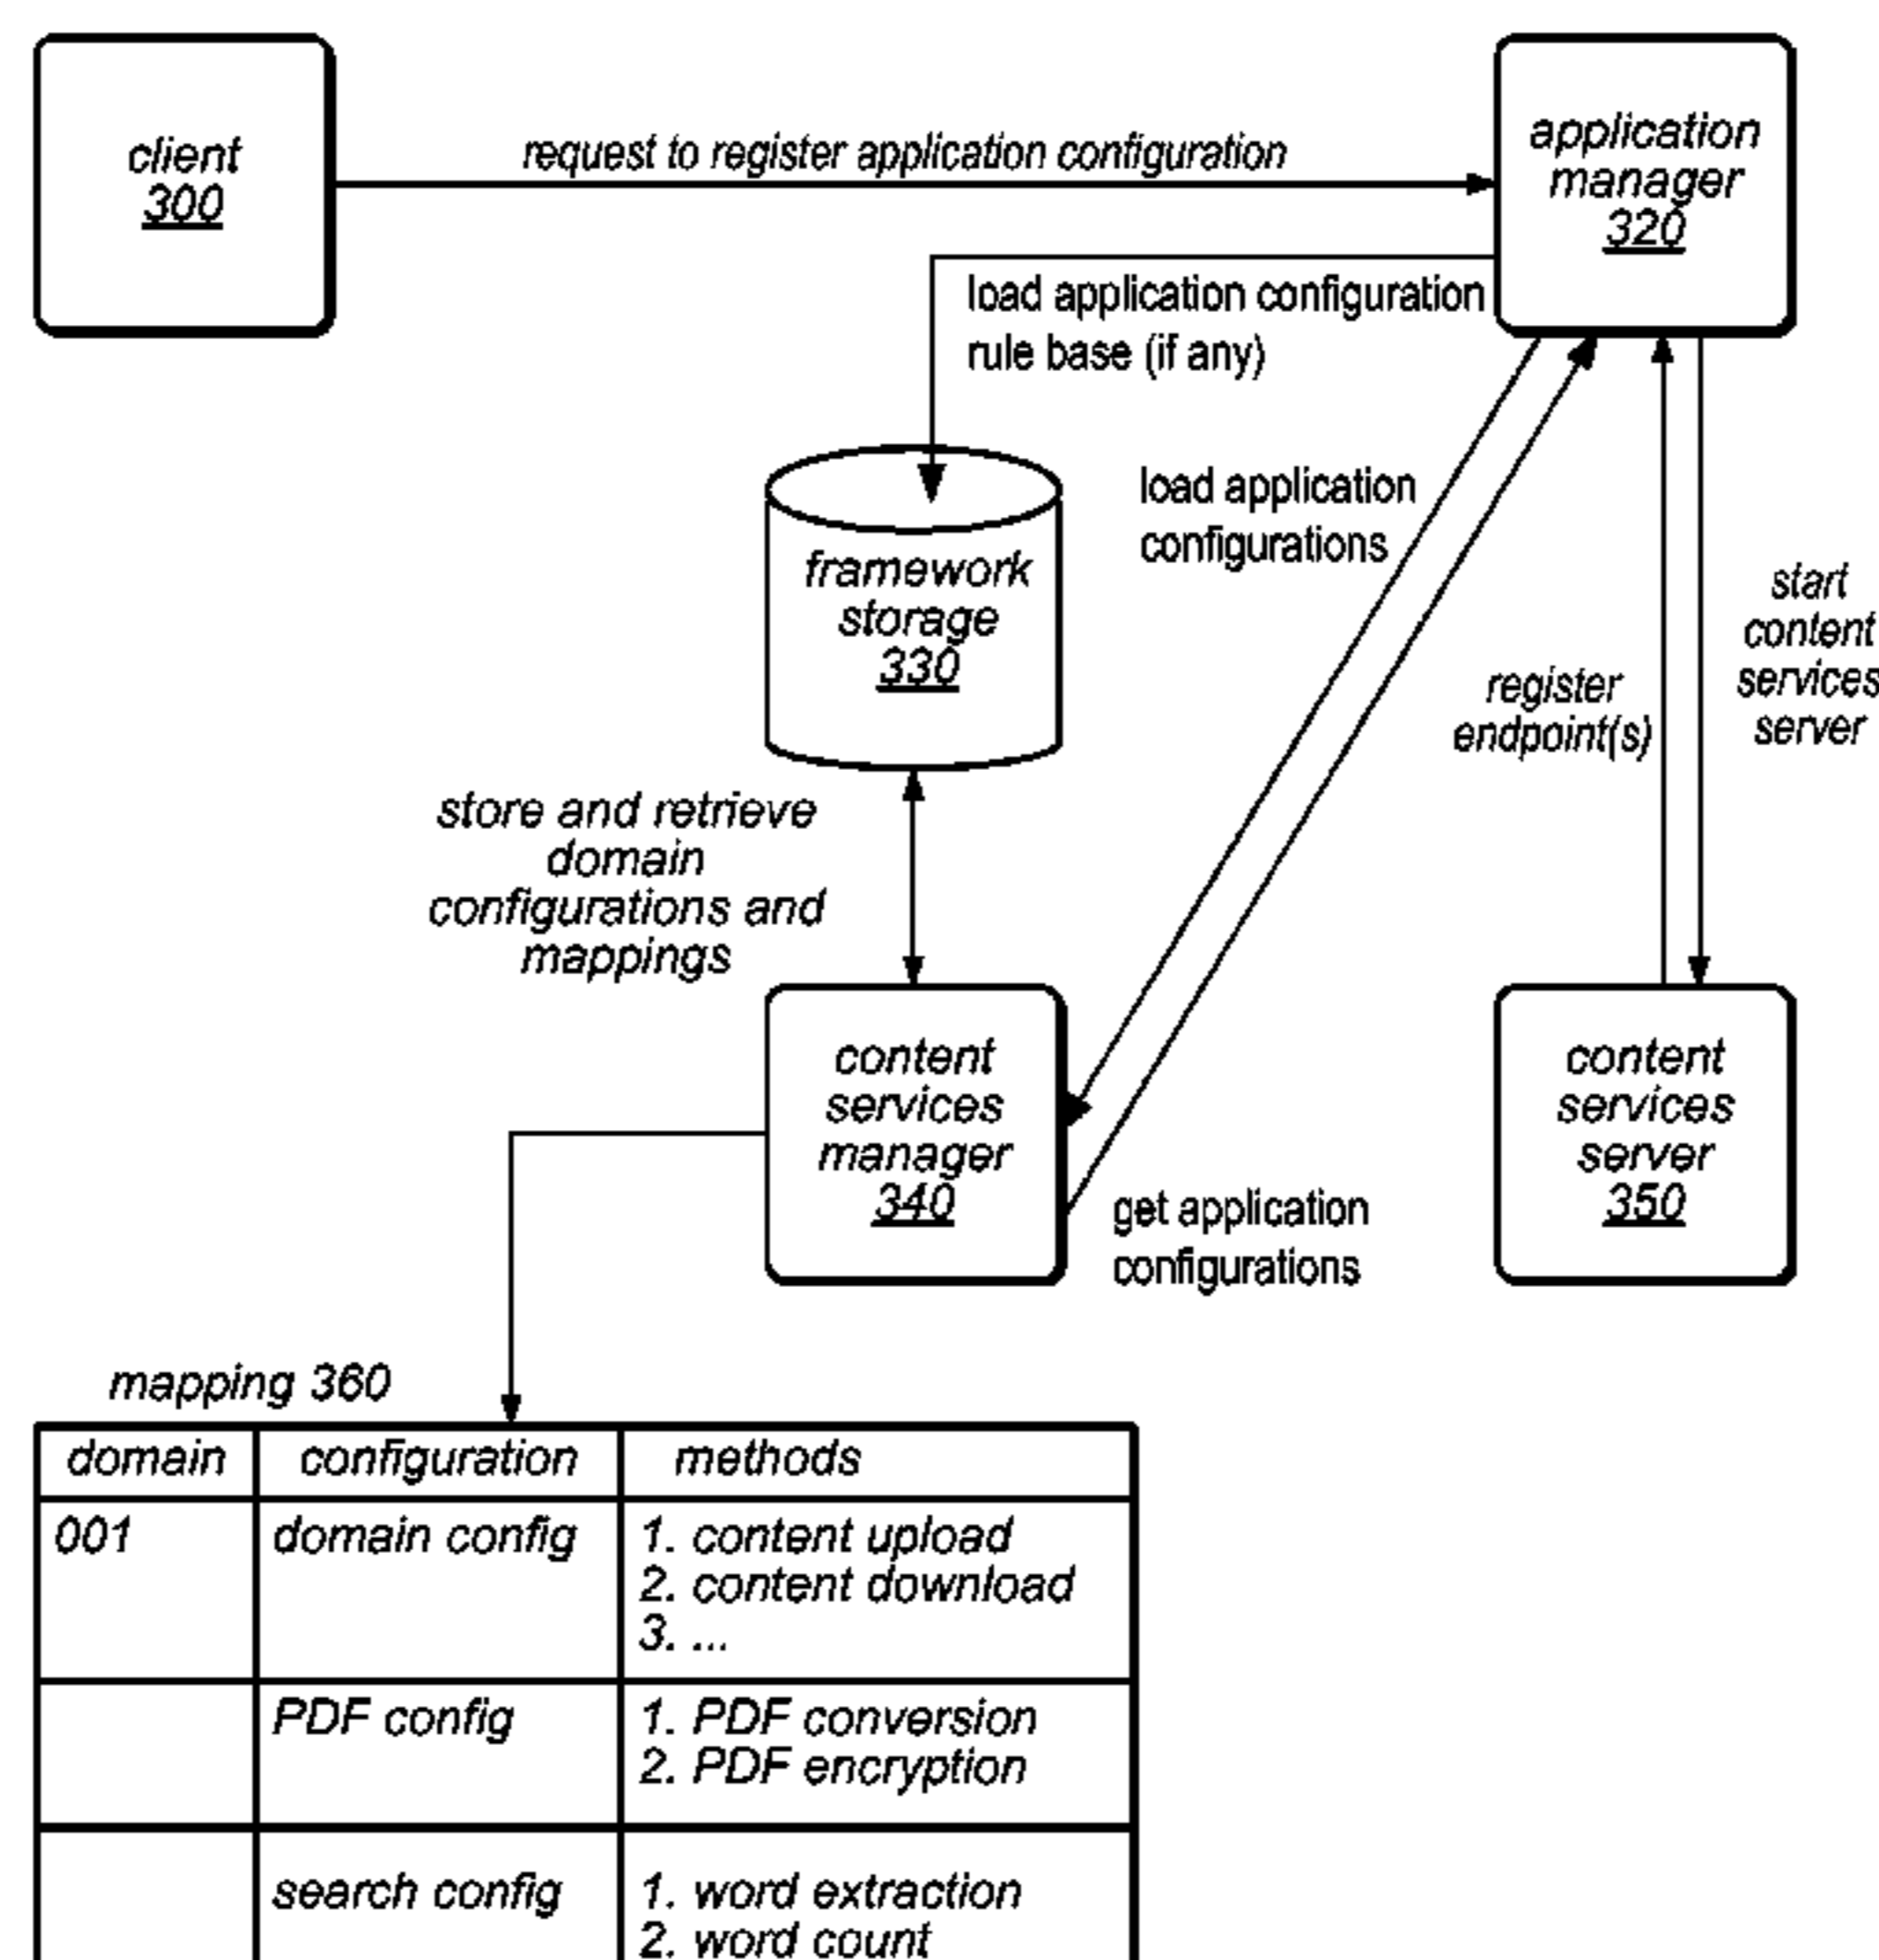 client
300
request to register application configuration
application
manager
320
load application configuration
rule base (if any)
framework
storage
330
load application
configurations
register
endpoint(s)
start
content
services
server
store and retrieve
domain
configurations and
mappings
content
services
manager
340
get application
configurations
content
services
server
350
mapping 360
domain configuration methods
001 domain config 1. content upload
2. content download
3. ...
PDF config 1. PDF conversion
2. PDF encryption
search config 1. word extraction
2. word count